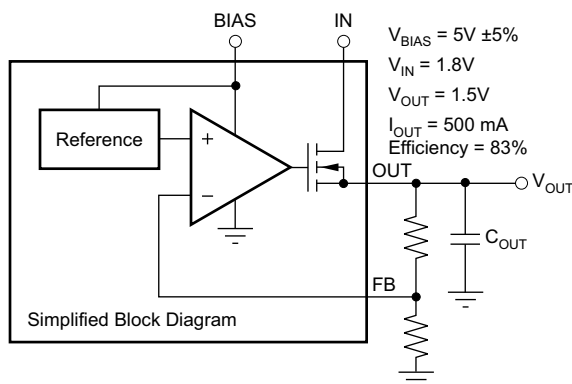 BIAS
IN
V_BIAS = 5V ±5%
V_IN = 1.8V
V_OUT = 1.5V
I_OUT = 500 mA
Efficiency = 83%
Reference
+
−
OUT
V_OUT
C_OUT
FB
Simplified Block Diagram